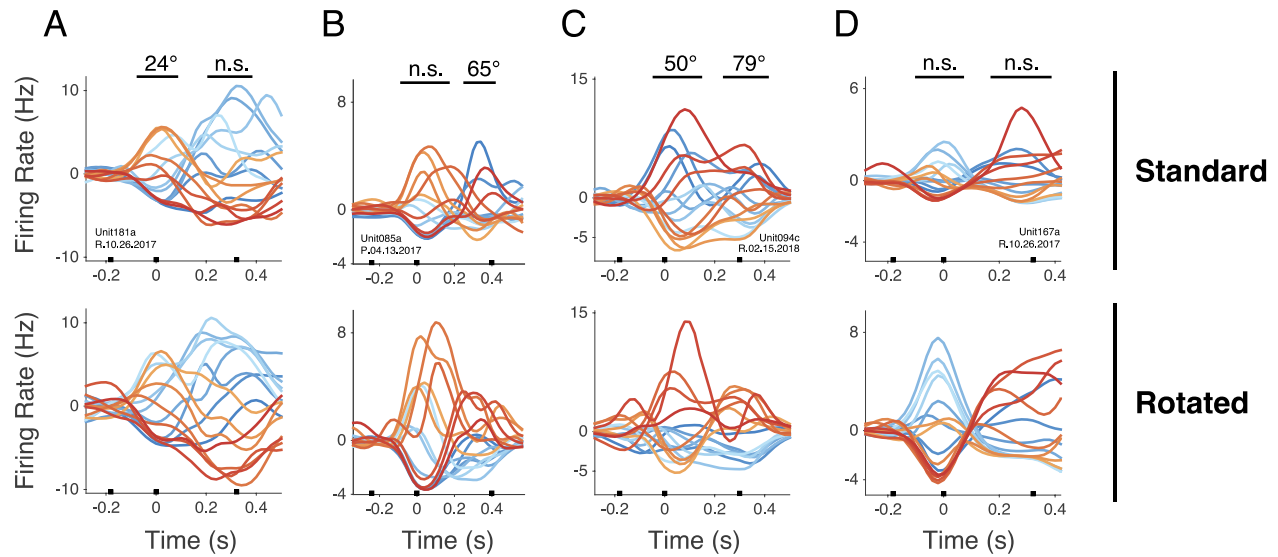 A B C D
24° n.s. n.s. 65° 50° 79° n.s. n.s.
Firing Rate (Hz)
10
0
-10
8
0
-4
15
0
-5
6
0
-4
Unit181a
R.10.26.2017
Unit085a
P.04.13.2017
Unit094c
R.02.15.2018
Unit167a
R.10.26.2017
-0.2 0 0.2 0.4 -0.2 0 0.2 0.4 -0.2 0 0.2 0.4 -0.2 0 0.2 0.4
Standard
Firing Rate (Hz)
10
0
-10
8
0
-4
15
0
-5
8
0
-4
-0.2 0 0.2 0.4 -0.2 0 0.2 0.4 -0.2 0 0.2 0.4 -0.2 0 0.2 0.4
Time (s) Time (s) Time (s) Time (s)
Rotated